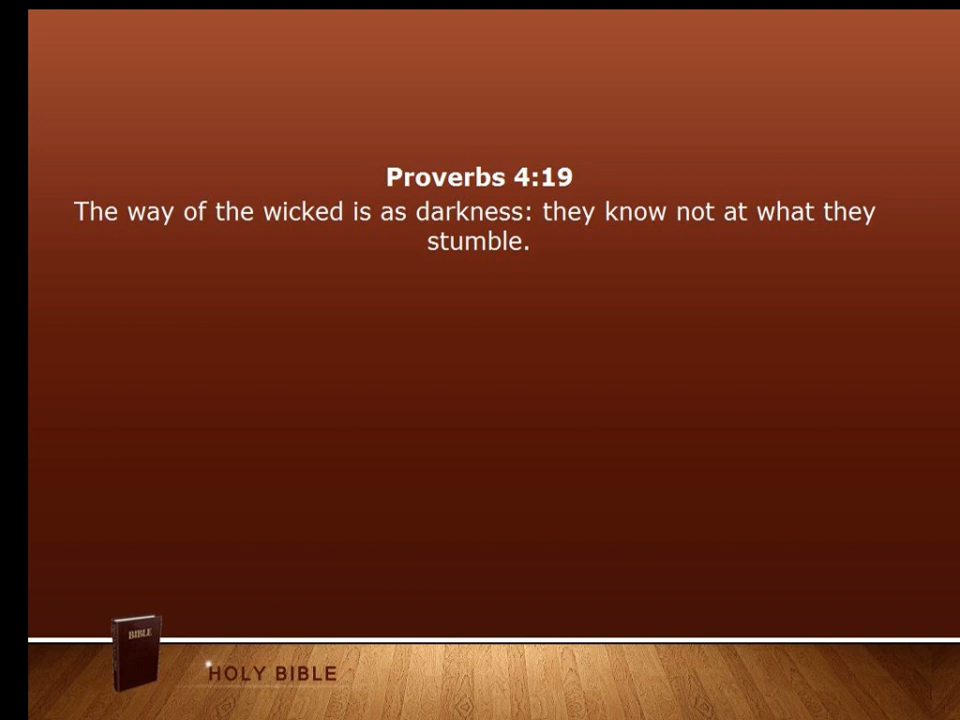 Proverbs 4:19
The way of the wicked is as darkness: they know not at what they
stumble.
BIBLE
HOLY BIBLE